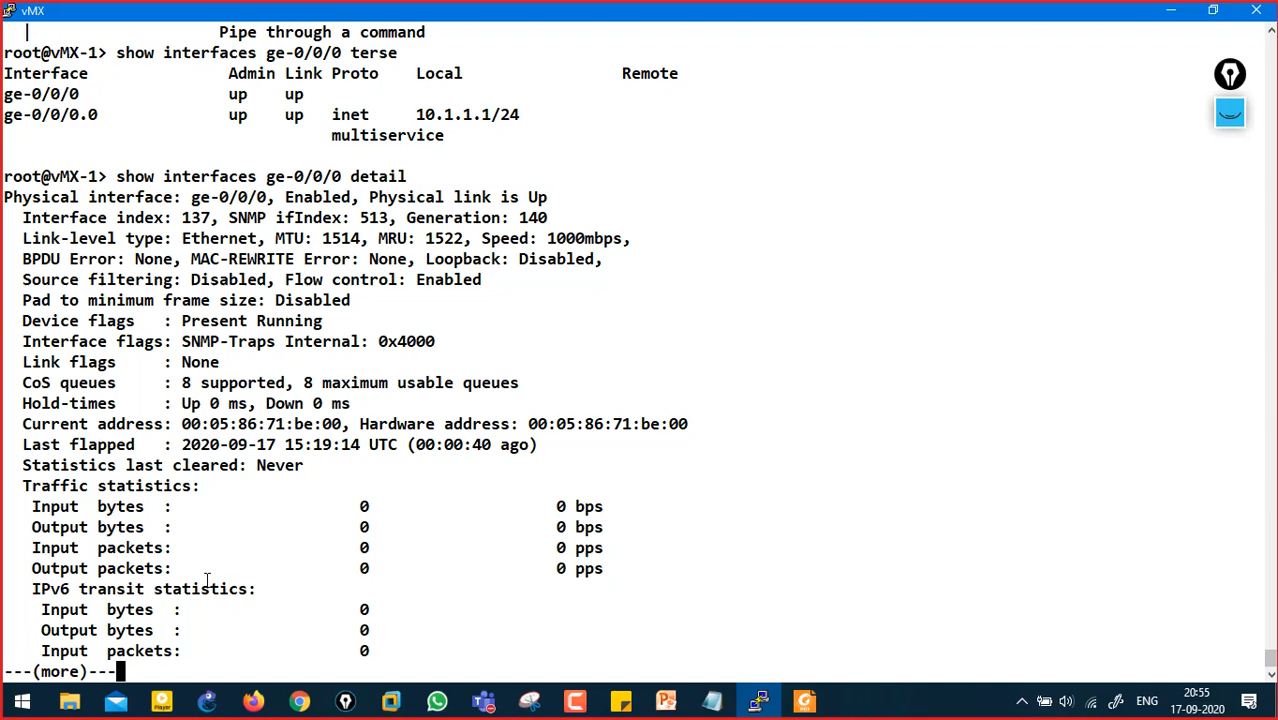 vMX
|                    Pipe through a command
root@vMX-1> show interfaces ge-0/0/0 terse
Interface               Admin Link Proto    Local                 Remote
ge-0/0/0                up    up
ge-0/0/0.0              up    up   inet     10.1.1.1/24
                                   multiservice
root@vMX-1> show interfaces ge-0/0/0 detail
Physical interface: ge-0/0/0, Enabled, Physical link is Up
  Interface index: 137, SNMP ifIndex: 513, Generation: 140
  Link-level type: Ethernet, MTU: 1514, MRU: 1522, Speed: 1000mbps,
  BPDU Error: None, MAC-REWRITE Error: None, Loopback: Disabled,
  Source filtering: Disabled, Flow control: Enabled
  Pad to minimum frame size: Disabled
  Device flags   : Present Running
  Interface flags: SNMP-Traps Internal: 0x4000
  Link flags     : None
  CoS queues     : 8 supported, 8 maximum usable queues
  Hold-times     : Up 0 ms, Down 0 ms
  Current address: 00:05:86:71:be:00, Hardware address: 00:05:86:71:be:00
  Last flapped   : 2020-09-17 15:19:14 UTC (00:00:40 ago)
  Statistics last cleared: Never
  Traffic statistics:
   Input  bytes  :                    0                    0 bps
   Output bytes  :                    0                    0 bps
   Input  packets:                    0                    0 pps
   Output packets:                    0                    0 pps
   IPv6 transit statistics:
    Input  bytes  :                   0
    Output bytes  :                   0
    Input  packets:                   0
---(more)---
Player
ENG
20:55
17-09-2020